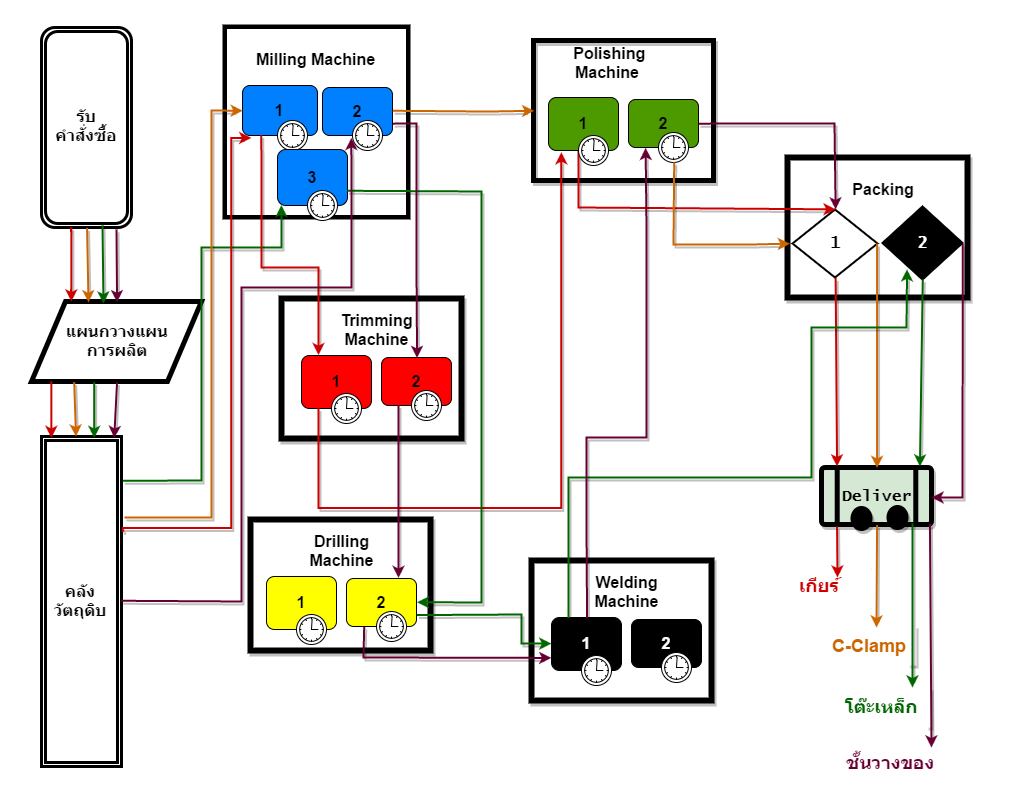 รับ
คำสั่งซื้อ
แผนกวางแผน
การผลิต
คลัง
วัตถุดิบ
Milling Machine
1
2
3
Polishing
Machine
1
2
Packing
1
2
Trimming
Machine
1
2
Drilling
Machine
1
2
Welding
Machine
1
2
Deliver
เกียร์
C-Clamp
โต๊ะเหล็ก
ชั้นวางของ